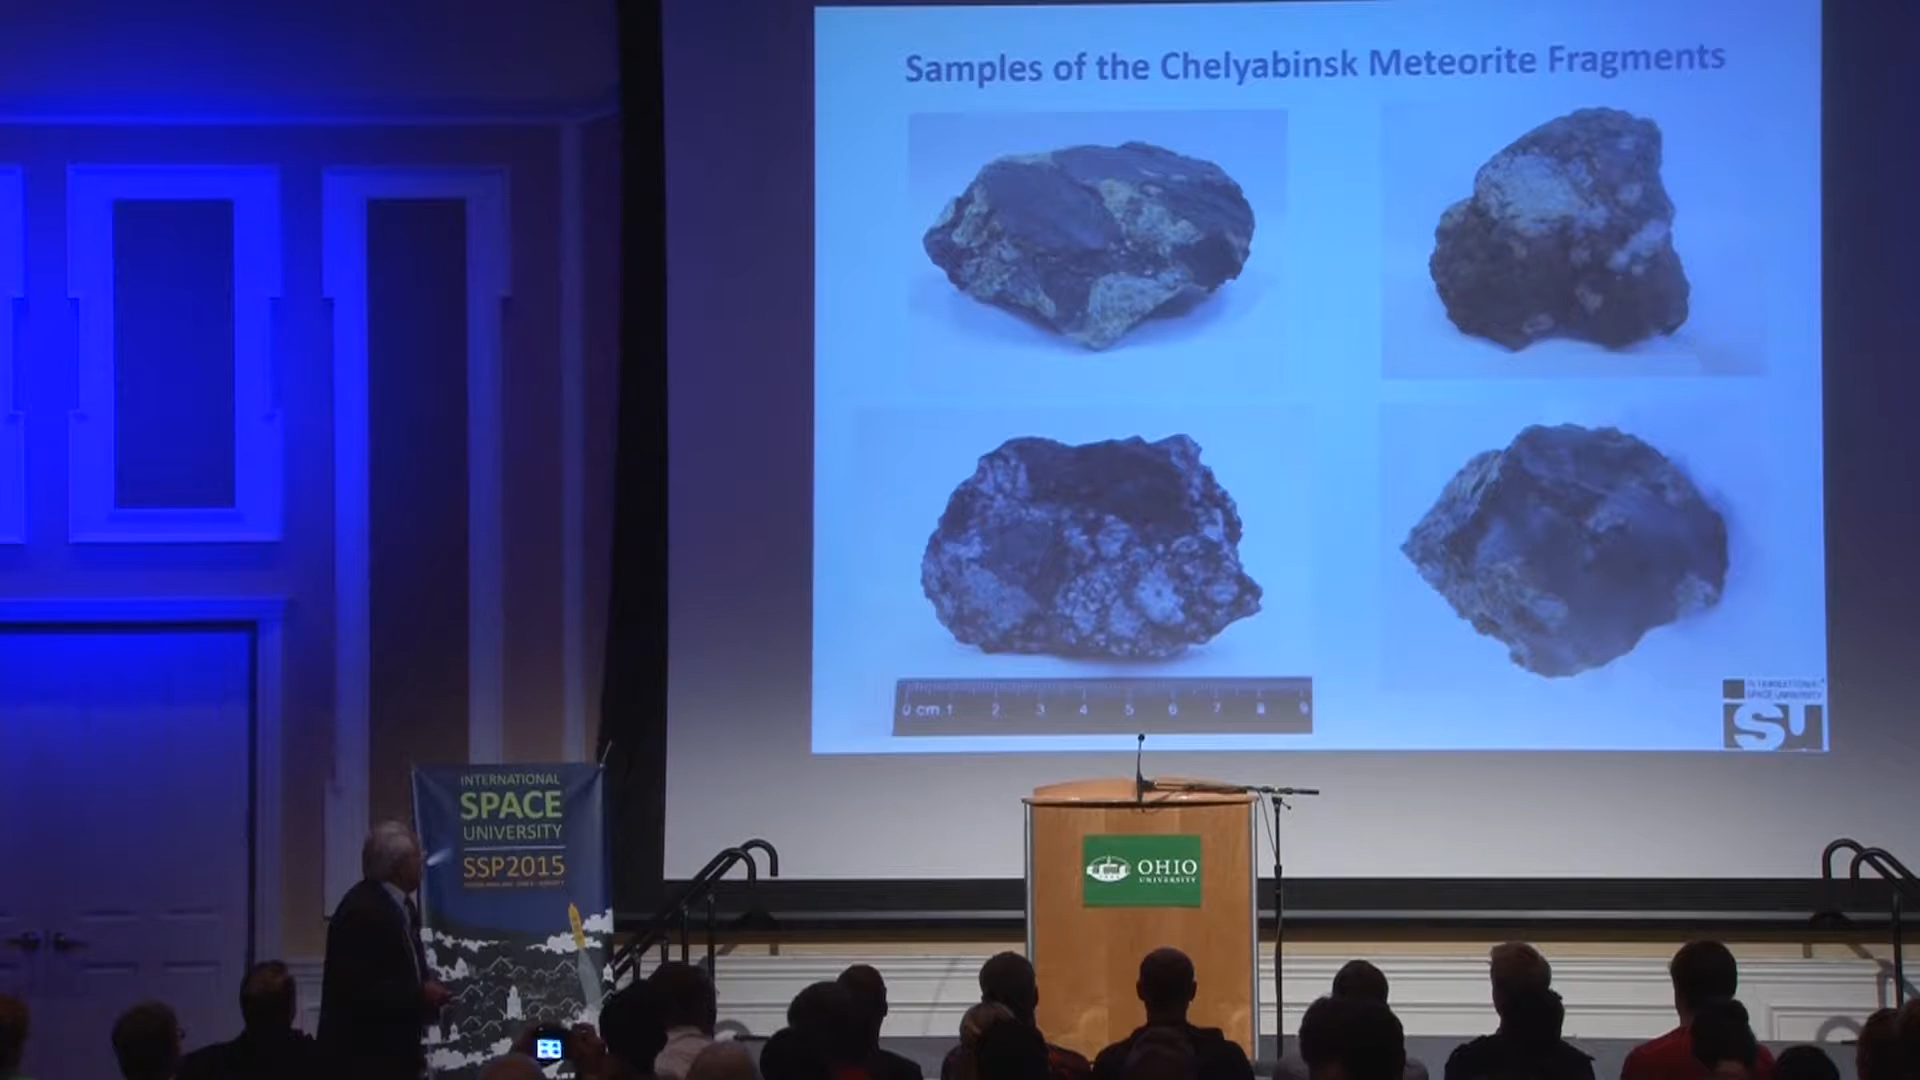 Samples of the Chelyabinsk Meteorite Fragments
0 cm 1 2 3 4 5 6 7 8 9
INTERNATIONAL
SPACE UNIVERSITY
ISU
INTERNATIONAL
SPACE
UNIVERSITY
SSP2015
OHIO
UNIVERSITY